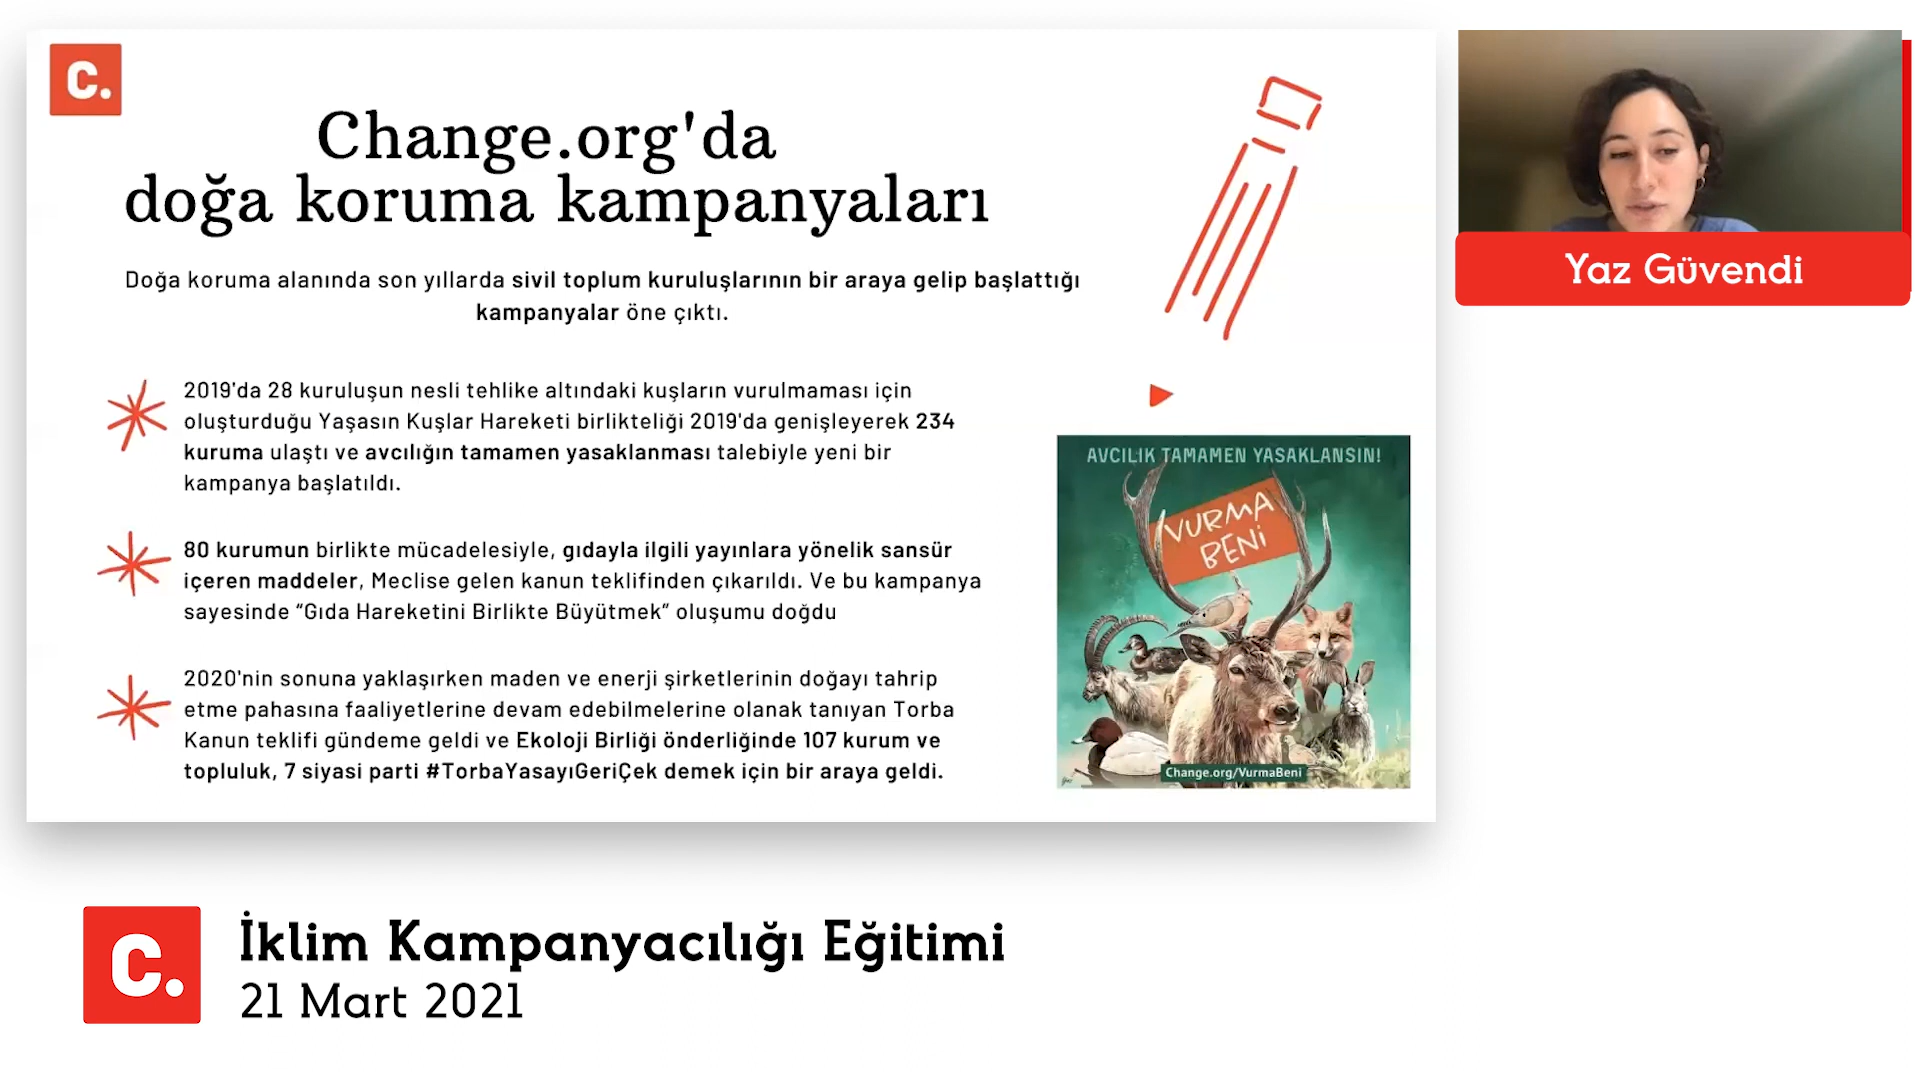 C.
Change.org'da
doğa koruma kampanyaları
Doğa koruma alanında son yıllarda sivil toplum kuruluşlarının bir araya gelip başlattığı
kampanyalar öne çıktı.
2019'da 28 kuruluşun nesli tehlike altındaki kuşların vurulmaması için
oluşturduğu Yaşasın Kuşlar Hareketi birlikteliği 2019'da genişleyerek 234
kuruma ulaştı ve avcılığın tamamen yasaklanması talebiyle yeni bir
kampanya başlatıldı.
80 kurumun birlikte mücadelesiyle, gıdayla ilgili yayınlara yönelik sansür
içeren maddeler, Meclise gelen kanun teklifinden çıkarıldı. Ve bu kampanya
sayesinde “Gıda Hareketini Birlikte Büyütmek” oluşumu doğdu
2020'nin sonuna yaklaşırken maden ve enerji şirketlerinin doğayı tahrip
etme pahasına faaliyetlerine devam edebilmelerine olanak tanıyan Torba
Kanun teklifi gündeme geldi ve Ekoloji Birliği önderliğinde 107 kurum ve
topluluk, 7 siyasi parti #TorbaYasayıGeriÇek demek için bir araya geldi.
AVCILIK TAMAMEN YASAKLANSIN!
VURMA
BENİ
Change.org/VurmaBeni
Yaz Güvendi
C.
İklim Kampanyacılığı Eğitimi
21 Mart 2021